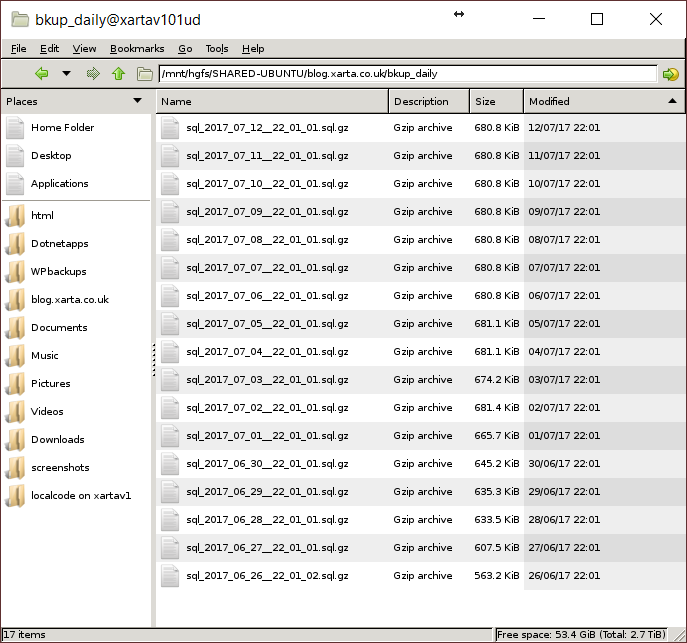 bkup_daily@xartav101ud
File Edit View Bookmarks Go Tools Help
/mnt/hgfs/SHARED-UBUNTU/blog.xarta.co.uk/bkup_daily
Places Name Description Size Modified
Home Folder
Desktop
Applications
html
Dotnetapps
WPbackups
blog.xarta.co.uk
Documents
Music
Pictures
Videos
Downloads
screenshots
localcode on xartav1
sql_2017_07_12__22_01_01.sql.gz Gzip archive 680.8 KiB 12/07/17 22:01
sql_2017_07_11__22_01_01.sql.gz Gzip archive 680.8 KiB 11/07/17 22:01
sql_2017_07_10__22_01_01.sql.gz Gzip archive 680.8 KiB 10/07/17 22:01
sql_2017_07_09__22_01_01.sql.gz Gzip archive 680.8 KiB 09/07/17 22:01
sql_2017_07_08__22_01_01.sql.gz Gzip archive 680.8 KiB 08/07/17 22:01
sql_2017_07_07__22_01_01.sql.gz Gzip archive 680.8 KiB 07/07/17 22:01
sql_2017_07_06__22_01_01.sql.gz Gzip archive 680.8 KiB 06/07/17 22:01
sql_2017_07_05__22_01_01.sql.gz Gzip archive 681.1 KiB 05/07/17 22:01
sql_2017_07_04__22_01_01.sql.gz Gzip archive 681.1 KiB 04/07/17 22:01
sql_2017_07_03__22_01_01.sql.gz Gzip archive 674.2 KiB 03/07/17 22:01
sql_2017_07_02__22_01_01.sql.gz Gzip archive 681.4 KiB 02/07/17 22:01
sql_2017_07_01__22_01_01.sql.gz Gzip archive 665.7 KiB 01/07/17 22:01
sql_2017_06_30__22_01_01.sql.gz Gzip archive 645.2 KiB 30/06/17 22:01
sql_2017_06_29__22_01_01.sql.gz Gzip archive 635.3 KiB 29/06/17 22:01
sql_2017_06_28__22_01_01.sql.gz Gzip archive 633.5 KiB 28/06/17 22:01
sql_2017_06_27__22_01_01.sql.gz Gzip archive 607.5 KiB 27/06/17 22:01
sql_2017_06_26__22_01_02.sql.gz Gzip archive 563.2 KiB 26/06/17 22:01
17 items Free space: 53.4 GiB (Total: 2.7 TiB)